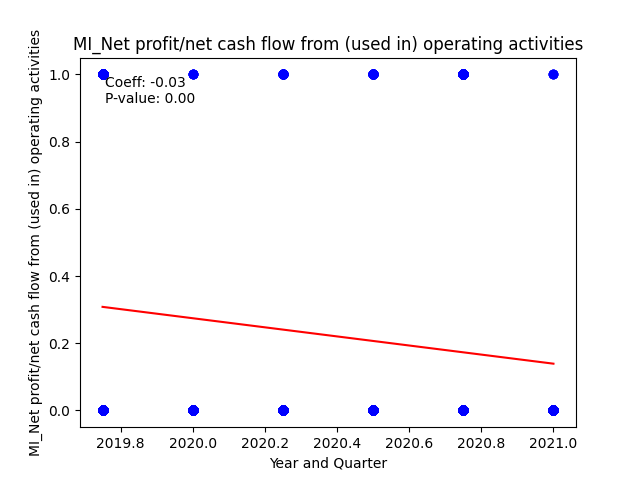 MI_Net profit/net cash flow from (used in) operating activities
MI_Net profit/net cash flow from (used in) operating activities
1.0
0.8
0.6
0.4
0.2
0.0
Coeff: -0.03
P-value: 0.00
2019.8 2020.0 2020.2 2020.4 2020.6 2020.8 2021.0
Year and Quarter